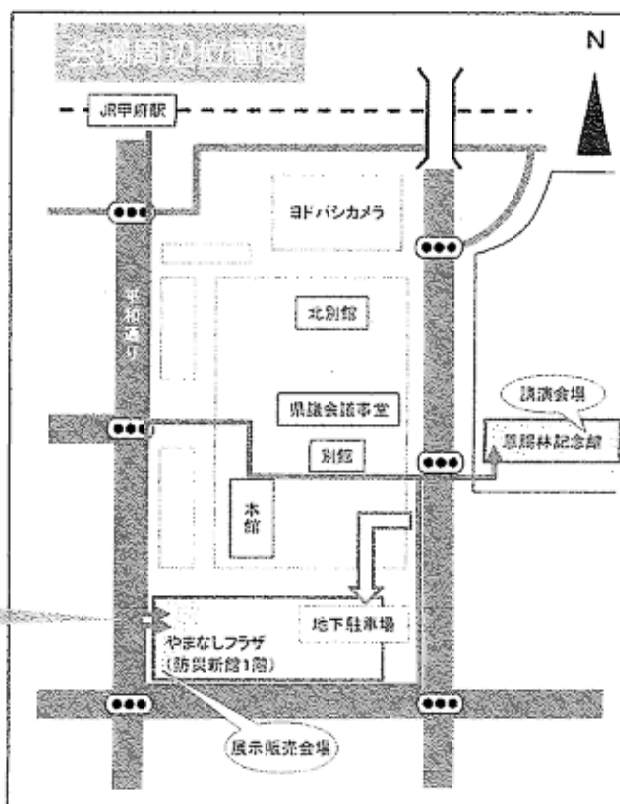 会場周辺位置図
N
JR甲府駅
ヨドバシカメラ
平和通り
北別館
講演会場
県議会議事堂
恩賜林記念館
別館
本館
地下駐車場
やまなしプラザ
(防災新館1階)
展示販売会場